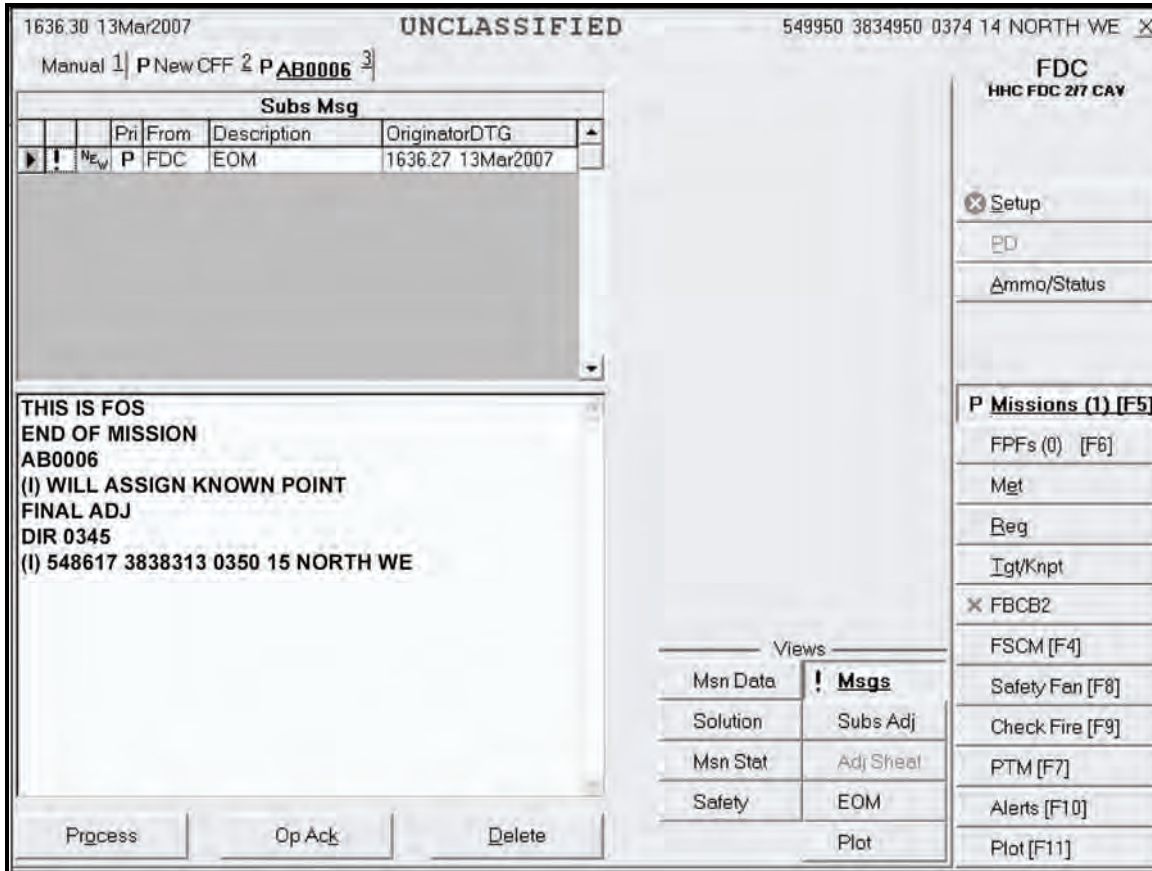 1636.30 13Mar2007 UNCLASSIFIED 549950 3834950 0374 14 NORTH WE X
Manual 1 P New CFF 2 P AB0006 3
Subs Msg
Pri From Description OriginatorDTG
! NEW P FDC EOM 1636.27 13Mar2007
THIS IS FOS
END OF MISSION
AB0006
(I) WILL ASSIGN KNOWN POINT
FINAL ADJ
DIR 0345
(I) 548617 3838313 0350 15 NORTH WE
Process Op Ack Delete
Views
Msn Data ! Msgs
Solution Subs Adj
Msn Stat Adj Sheet
Safety EOM
Plot
FDC
HHC FDC 2/7 CAV
Setup
PD
Ammo/Status
P Missions (1) [F5]
FPFs (0) [F6]
Met
Reg
Tgt/Knpt
FBCB2
FSCM [F4]
Safety Fan [F8]
Check Fire [F9]
PTM [F7]
Alerts [F10]
Plot [F11]